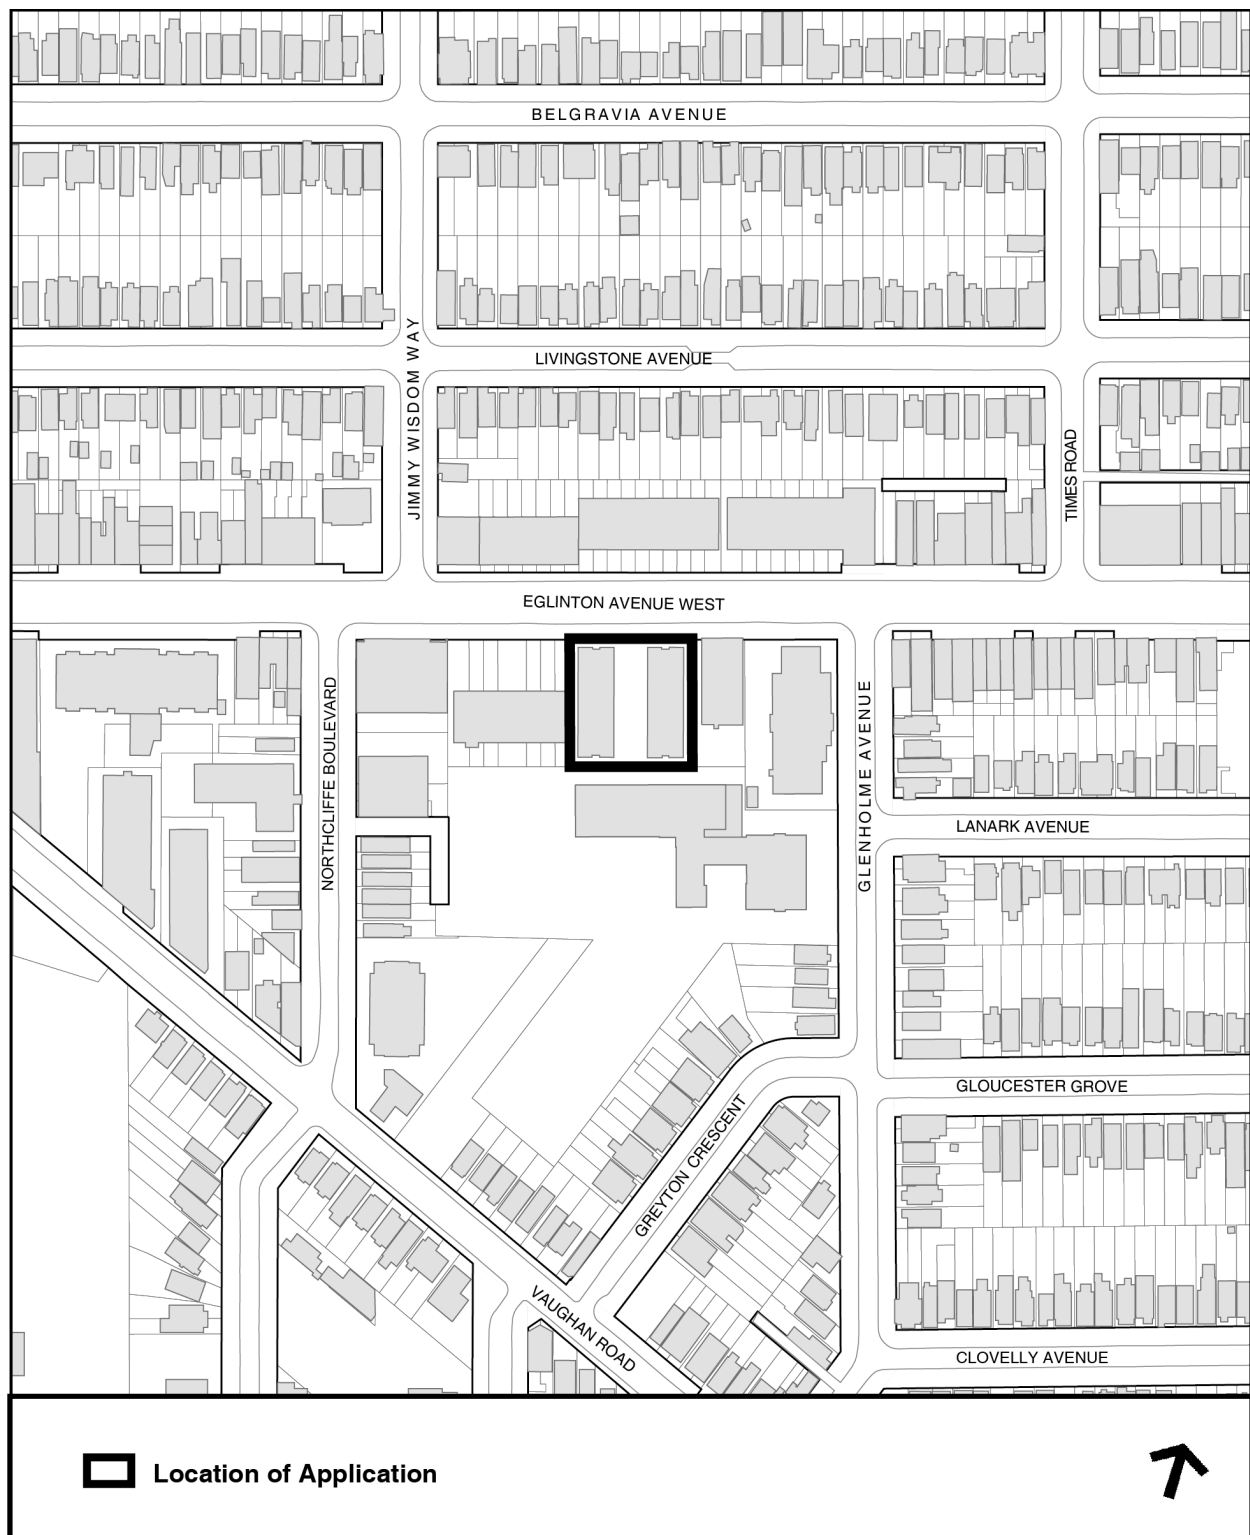 BELGRAVIA AVENUE
LIVINGSTONE AVENUE
JIMMY WISDOM WAY
TIMES ROAD
EGLINTON AVENUE WEST
NORTHCLIFFE BOULEVARD
GLENHOLME AVENUE
LANARK AVENUE
GLOUCESTER GROVE
GREYTON CRESCENT
VAUGHAN ROAD
CLOVELLY AVENUE
Location of Application